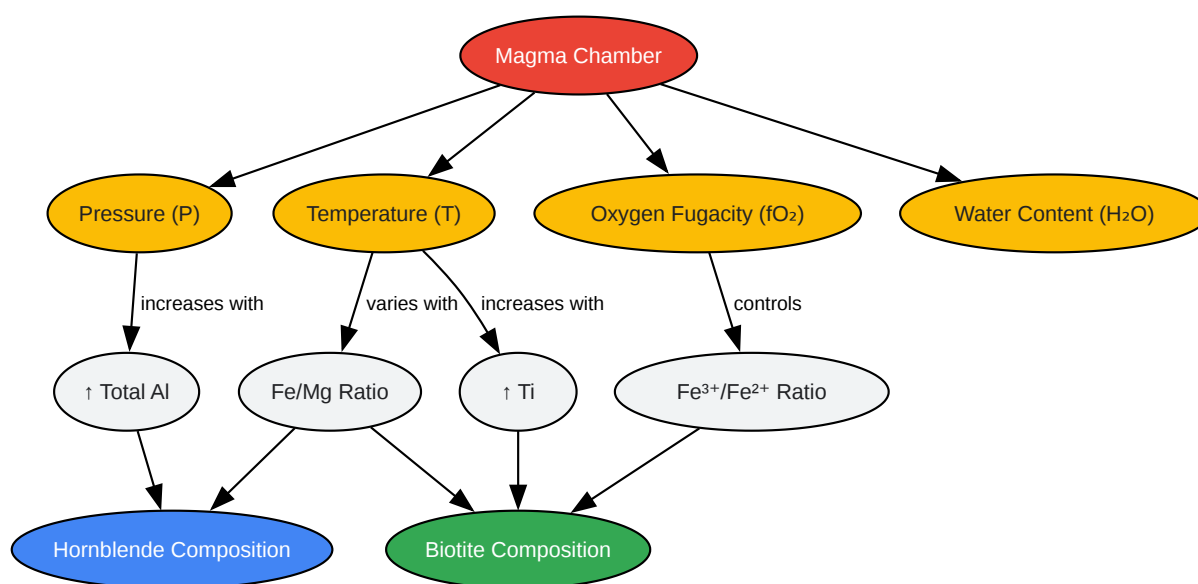 Magma Chamber
Pressure (P)
Temperature (T)
Oxygen Fugacity (fO₂)
Water Content (H₂O)
increases with
varies with
increases with
controls
↑ Total Al
Fe/Mg Ratio
↑ Ti
Fe³⁺/Fe²⁺ Ratio
Hornblende Composition
Biotite Composition